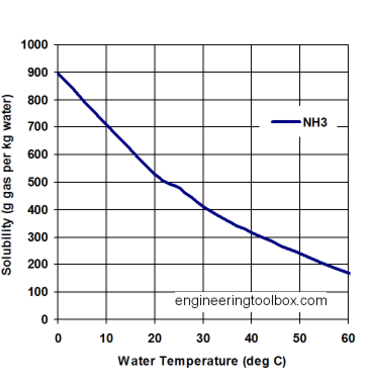 1000
900
800
700
600
500
400
300
200
100
0
Solubility (g gas per kg water)
NH3
engineeringtoolbox.com
0 10 20 30 40 50 60
Water Temperature (deg C)